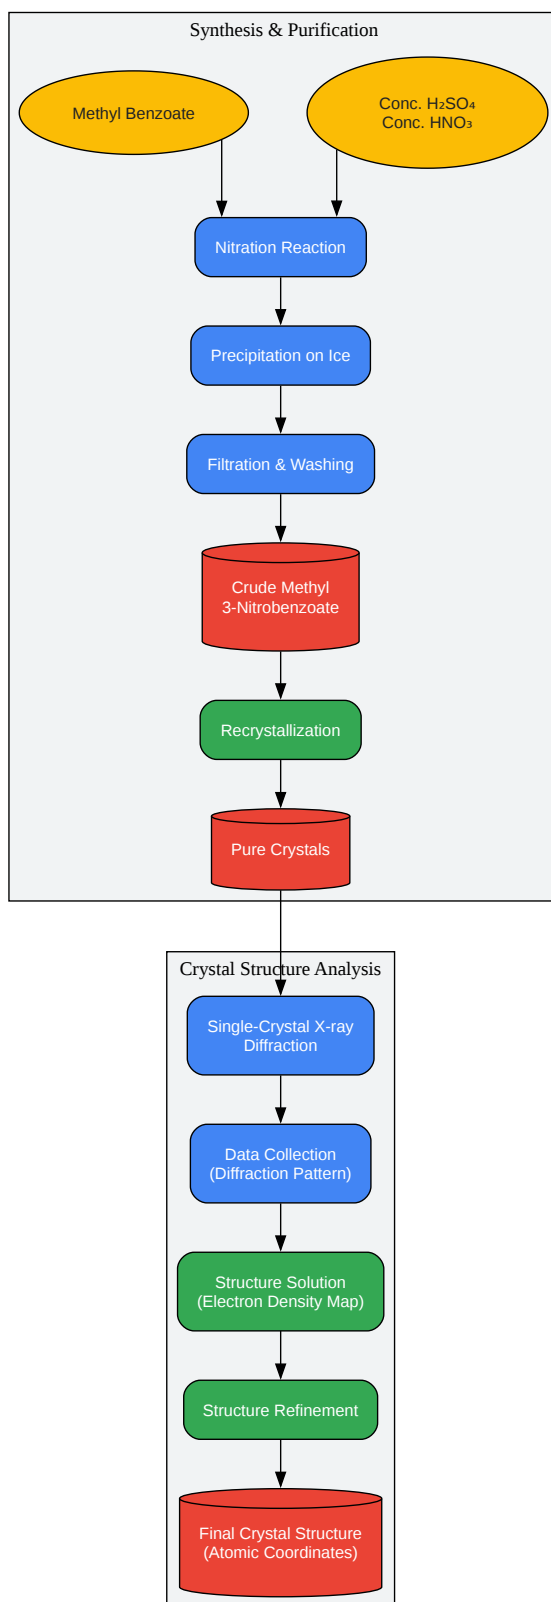 Synthesis & Purification
Methyl Benzoate
Conc. H₂SO₄
Conc. HNO₃
Nitration Reaction
Precipitation on Ice
Filtration & Washing
Crude Methyl
3-Nitrobenzoate
Recrystallization
Pure Crystals
Crystal Structure Analysis
Single-Crystal X-ray
Diffraction
Data Collection
(Diffraction Pattern)
Structure Solution
(Electron Density Map)
Structure Refinement
Final Crystal Structure
(Atomic Coordinates)